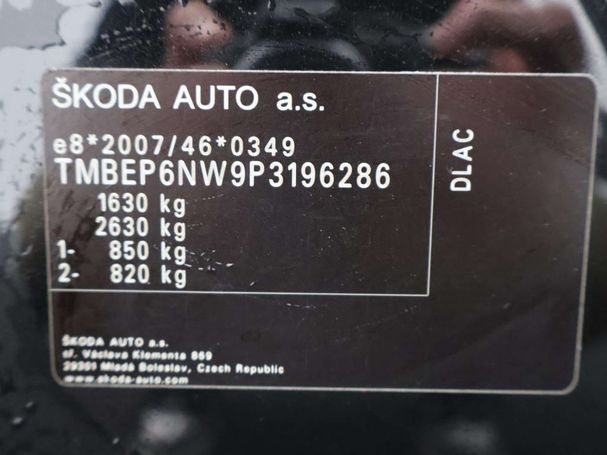 ŠKODA AUTO a.s.
e8*2007/46*0349
TMBEP6NW9P3196286
1630 kg
2630 kg
1- 850 kg
2- 820 kg
DLAC
ŠKODA AUTO a.s.
tř. Václava Klementa 869
29351 Mladá Boleslav, Czech Republic
www.skoda-auto.com